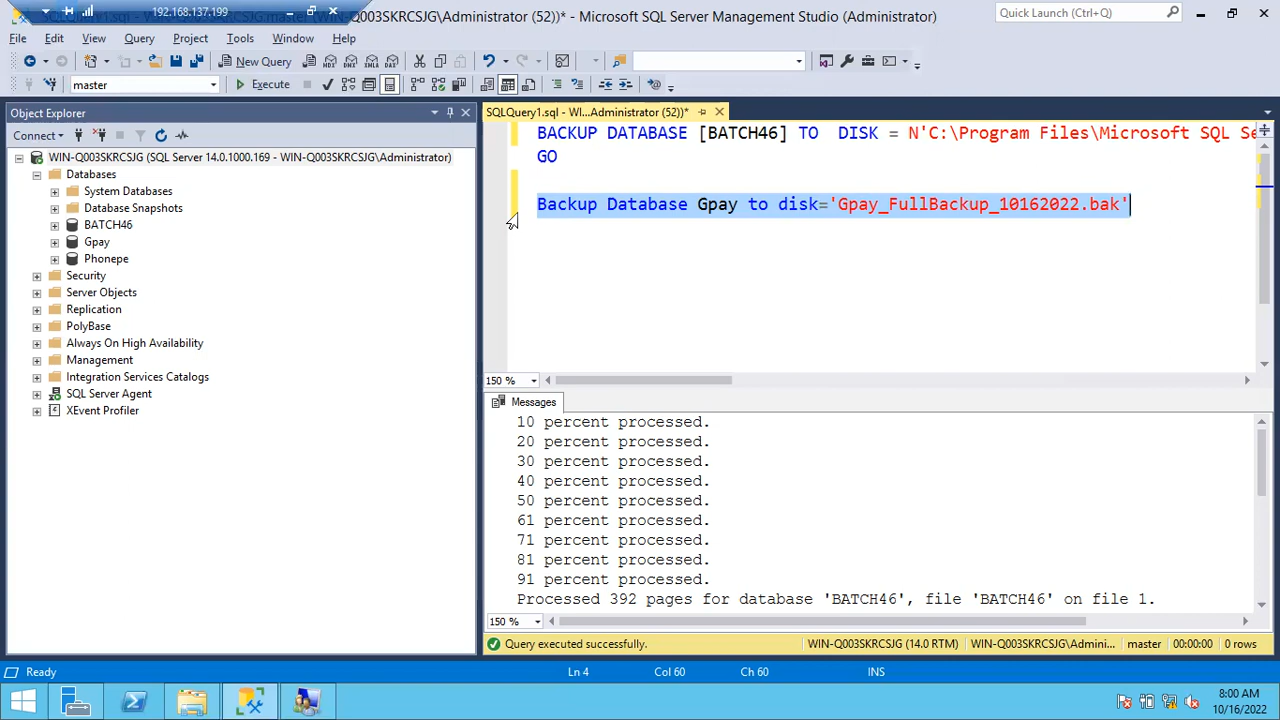 SQLQuery1.sql - WIN-Q003SKRCSJG.master (WIN-Q003SKRCSJG\Administrator (52))* - Microsoft SQL Server Management Studio (Administrator)
192.168.137.199
Quick Launch (Ctrl+Q)
File Edit View Query Project Tools Window Help
New Query
master
Execute
Object Explorer
Connect
WIN-Q003SKRCSJG (SQL Server 14.0.1000.169 - WIN-Q003SKRCSJG\Administrator)
Databases
System Databases
Database Snapshots
BATCH46
Gpay
Phonepe
Security
Server Objects
Replication
PolyBase
Always On High Availability
Management
Integration Services Catalogs
SQL Server Agent
XEvent Profiler
SQLQuery1.sql - WI...Administrator (52))*
BACKUP DATABASE [BATCH46] TO  DISK = N'C:\Program Files\Microsoft SQL Se
GO
Backup Database Gpay to disk='Gpay_FullBackup_10162022.bak'
150 %
Messages
10 percent processed.
20 percent processed.
30 percent processed.
40 percent processed.
50 percent processed.
61 percent processed.
71 percent processed.
81 percent processed.
91 percent processed.
Processed 392 pages for database 'BATCH46', file 'BATCH46' on file 1.
150 %
Query executed successfully.
WIN-Q003SKRCSJG (14.0 RTM)
WIN-Q003SKRCSJG\Admini...
master
00:00:00
0 rows
Ready
Ln 4
Col 60
Ch 60
INS
8:00 AM
10/16/2022